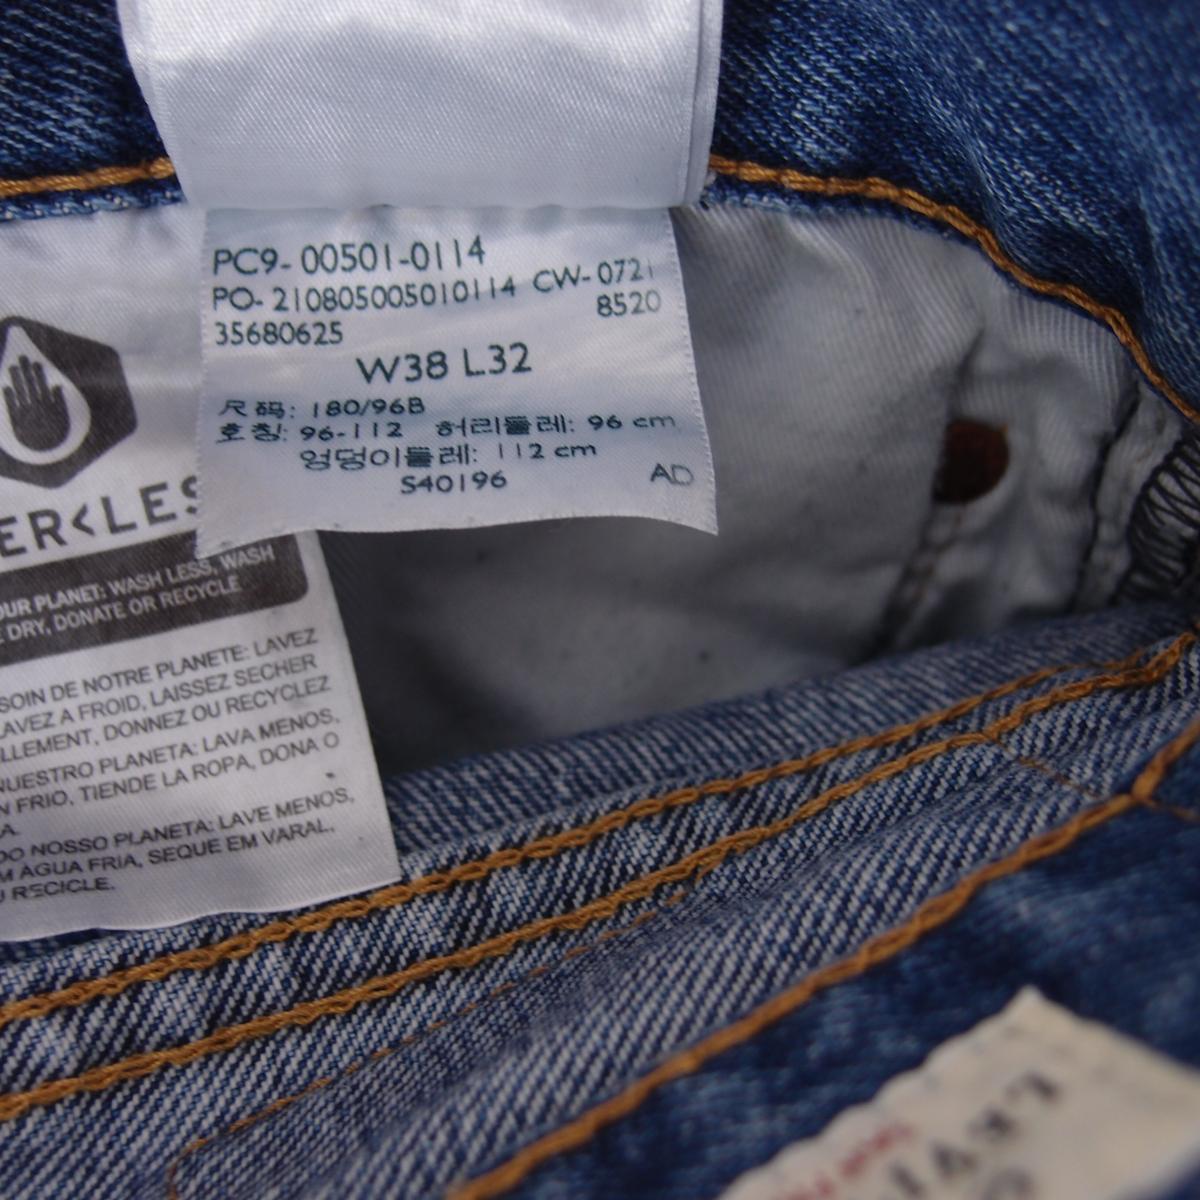 PC9- 00501-0114
PO- 210805005010114 CW- 0721
8520
35680625
W38 L32
尺码: 180/96B
호칭: 96-112 허리둘레: 96 cm
엉덩이둘레: 112 cm
S40196 AD
ER<LES
OUR PLANET: WASH LESS, WASH
E DRY, DONATE OR RECYCLE.
SOIN DE NOTRE PLANETE: LAVEZ
LAVEZ A FROID, LAISSEZ SECHER
LLEMENT, DONNEZ OU RECYCLEZ
NUESTRO PLANETA: LAVA MENOS,
N FRIO, TIENDE LA ROPA, DONA O
A.
DO NOSSO PLANETA: LAVE MENOS,
M ÁGUA FRIA, SEQUE EM VARAL,
U RECICLE.
LEVI